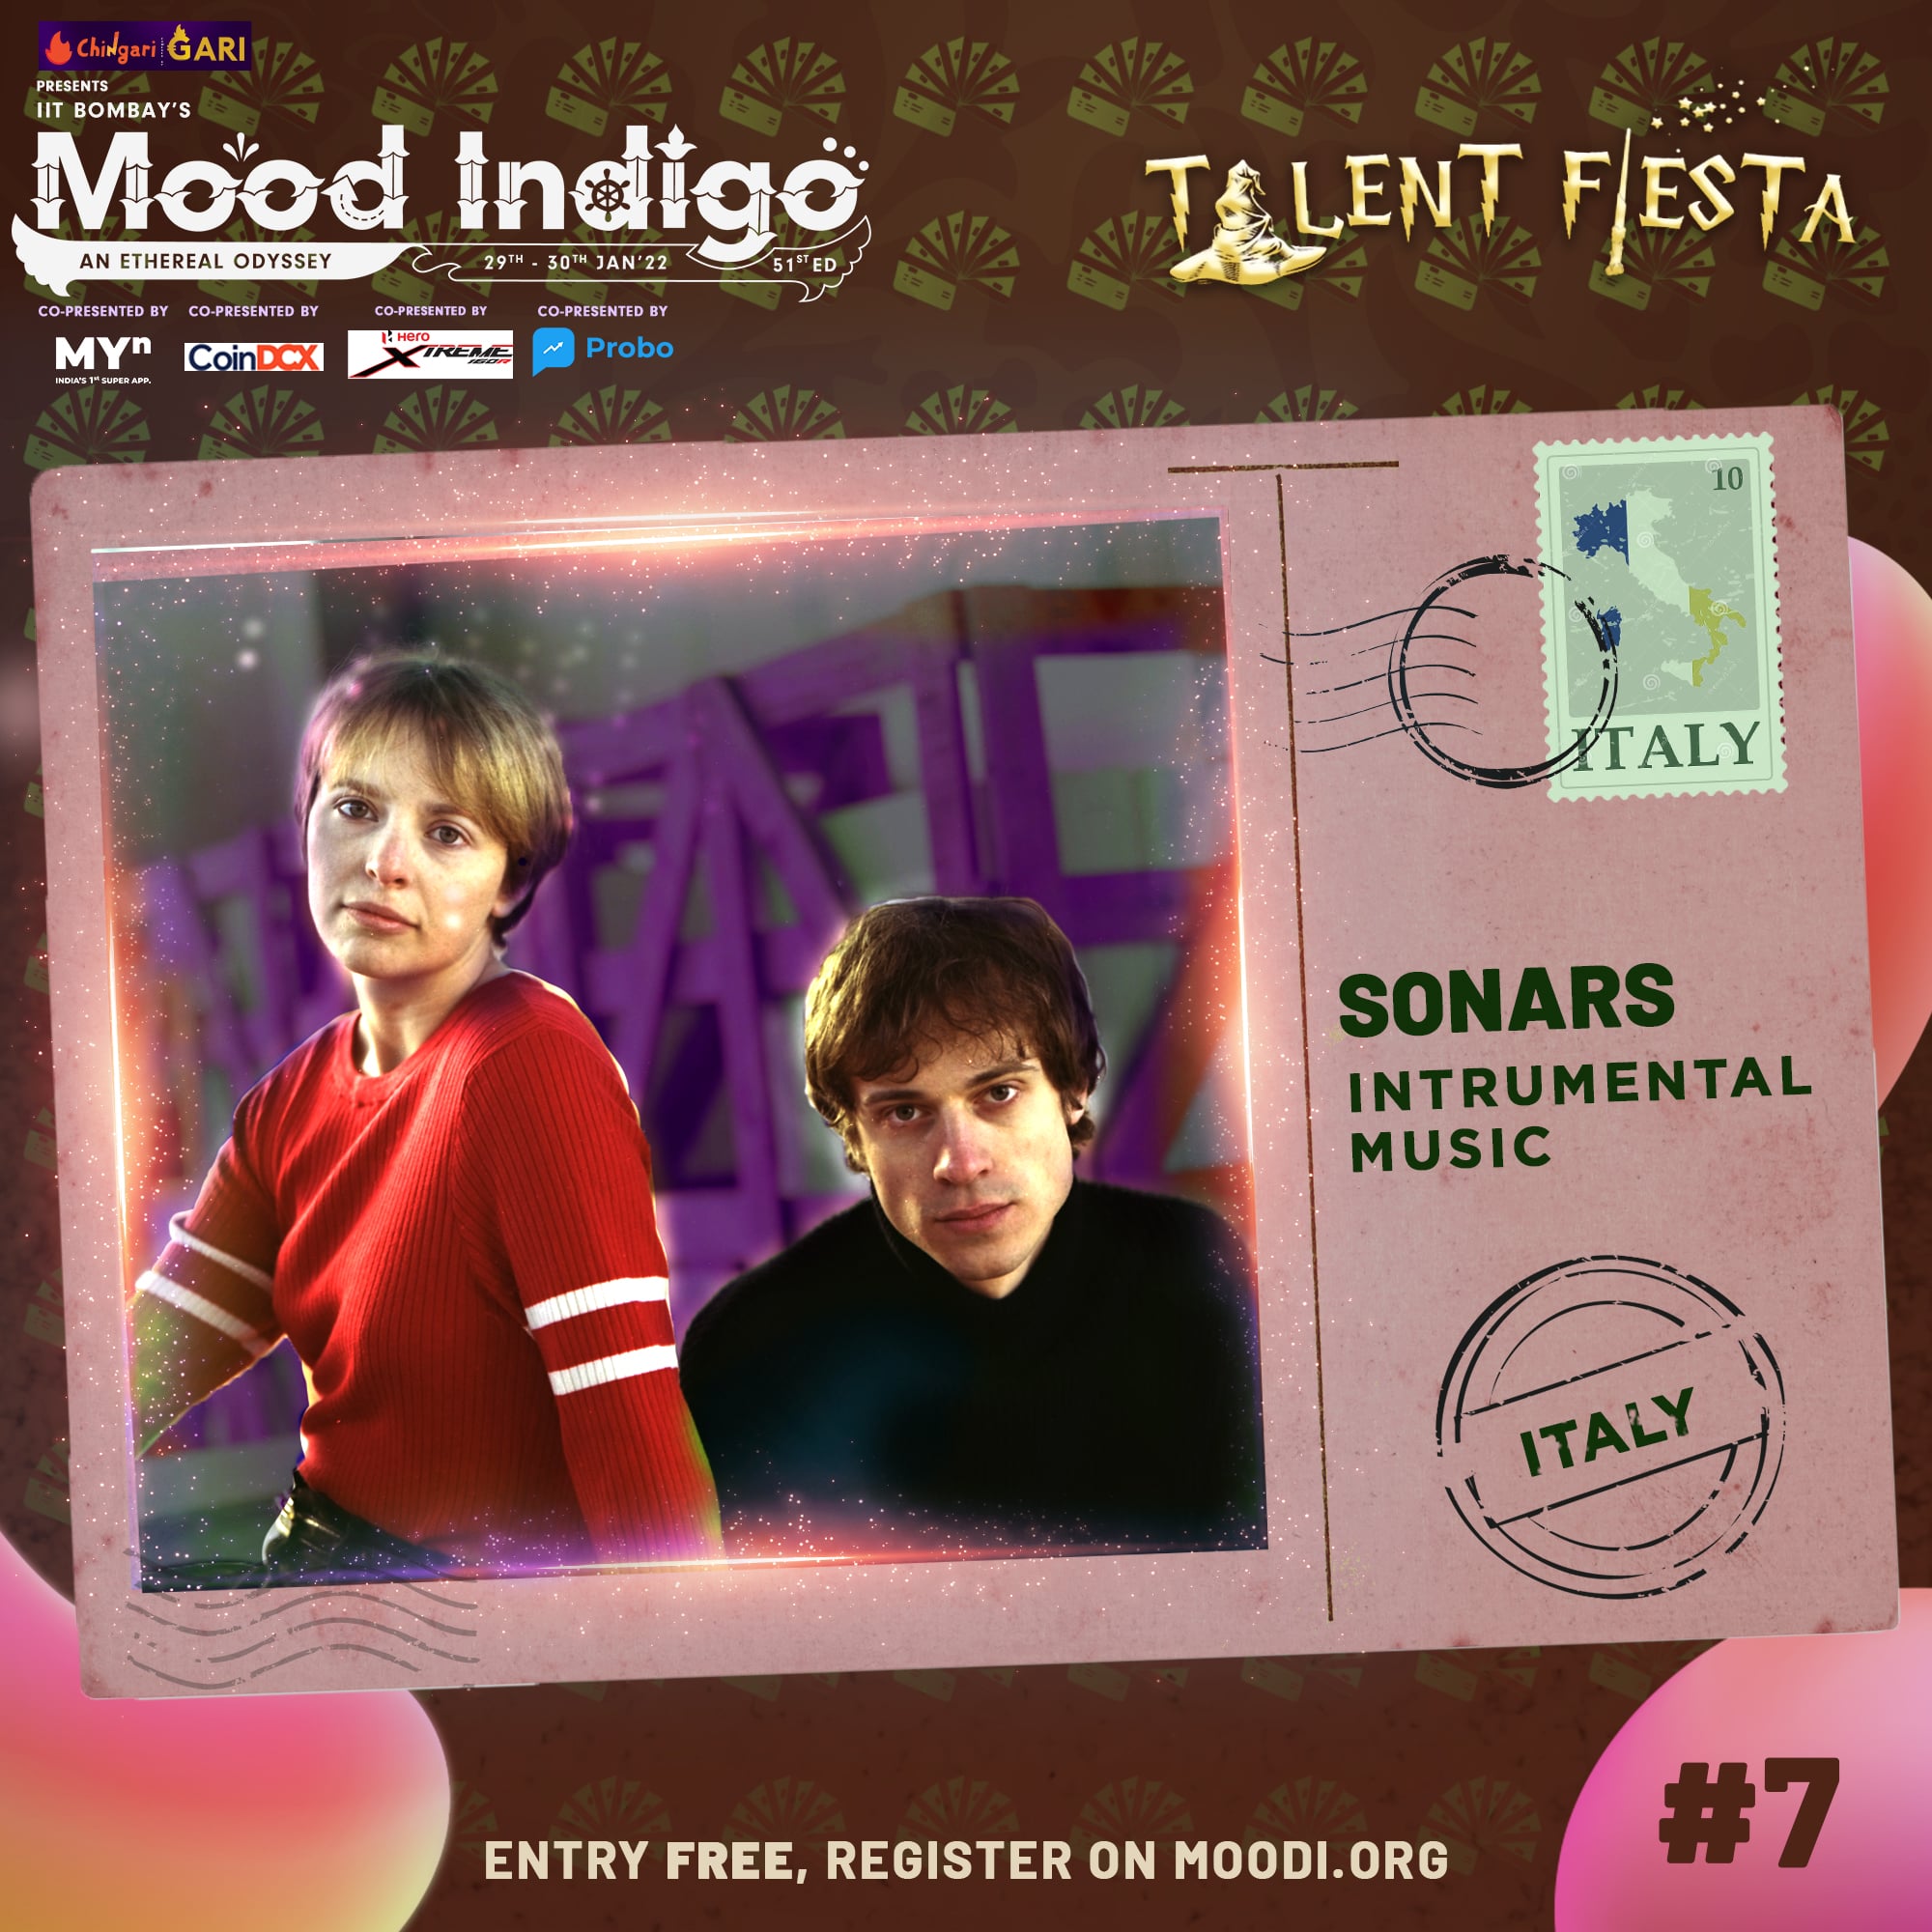 Chingari GARI
PRESENTS
IIT BOMBAY'S
Mood Indigo
AN ETHEREAL ODYSSEY
29TH - 30TH JAN'22
51ST ED
CO-PRESENTED BY CO-PRESENTED BY CO-PRESENTED BY CO-PRESENTED BY
MYn
INDIA'S 1st SUPER APP.
CoinDCX
Hero
XTREME
160R
Probo
TALENT FIESTA
10
ITALY
SONARS
INTRUMENTAL
MUSIC
ITALY
#7
ENTRY FREE, REGISTER ON MOODI.ORG